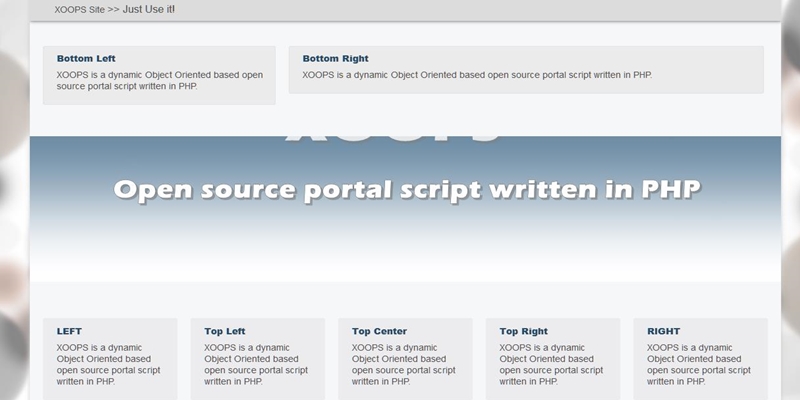 XOOPS Site >> Just Use it!
Bottom Left
XOOPS is a dynamic Object Oriented based open
source portal script written in PHP.
Bottom Right
XOOPS is a dynamic Object Oriented based open source portal script written in PHP.
XOOPS
Open source portal script written in PHP
LEFT
XOOPS is a dynamic
Object Oriented based
open source portal script
written in PHP.
Top Left
XOOPS is a dynamic
Object Oriented based
open source portal script
written in PHP.
Top Center
XOOPS is a dynamic
Object Oriented based
open source portal script
written in PHP.
Top Right
XOOPS is a dynamic
Object Oriented based
open source portal script
written in PHP.
RIGHT
XOOPS is a dynamic
Object Oriented based
open source portal script
written in PHP.